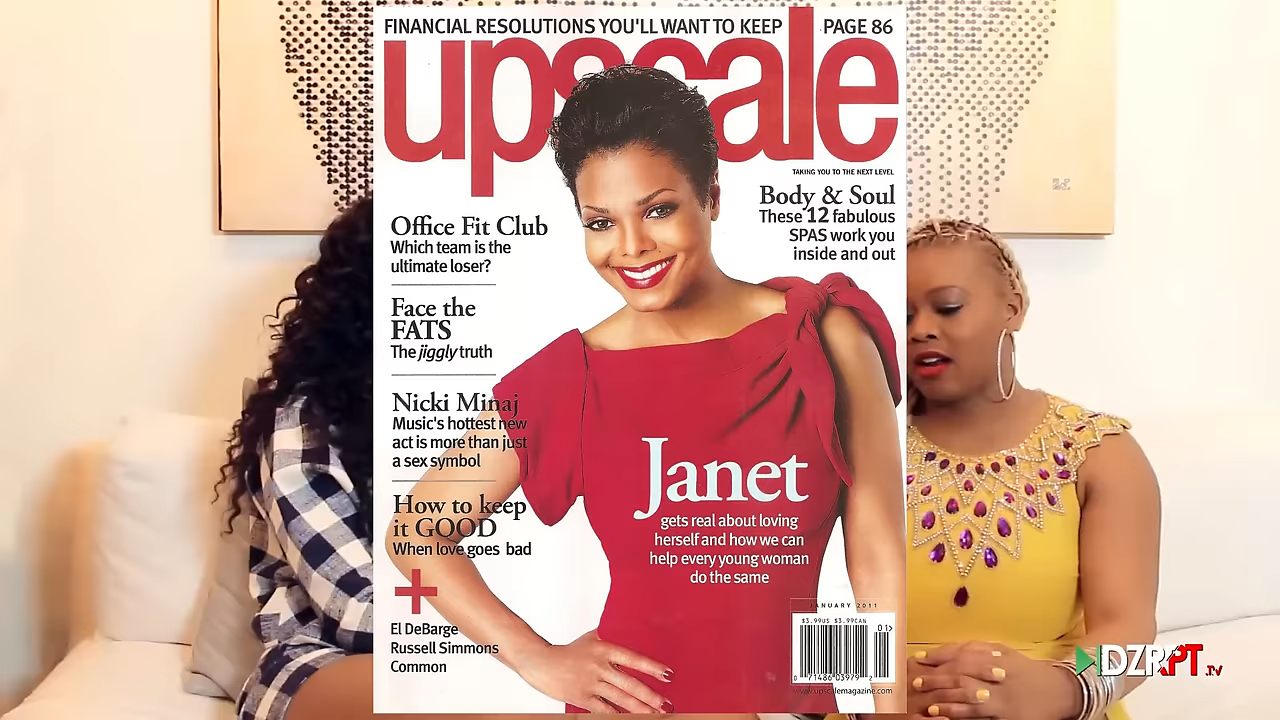 FINANCIAL RESOLUTIONS YOU'LL WANT TO KEEP PAGE 86
upscale
TAKING YOU TO THE NEXT LEVEL
Body & Soul
These 12 fabulous
SPAS work you
inside and out
Office Fit Club
Which team is the
ultimate loser?
Face the
FATS
The jiggly truth
Nicki Minaj
Music's hottest new
act is more than just
a sex symbol
How to keep
it GOOD
When love goes bad
+
El DeBarge
Russell Simmons
Common
Janet
gets real about loving
herself and how we can
help every young woman
do the same
JANUARY 2011
$3.99US $3.99CAN
01>
0 71486 03979 2
www.upscalemagazine.com
DZRPT.TV